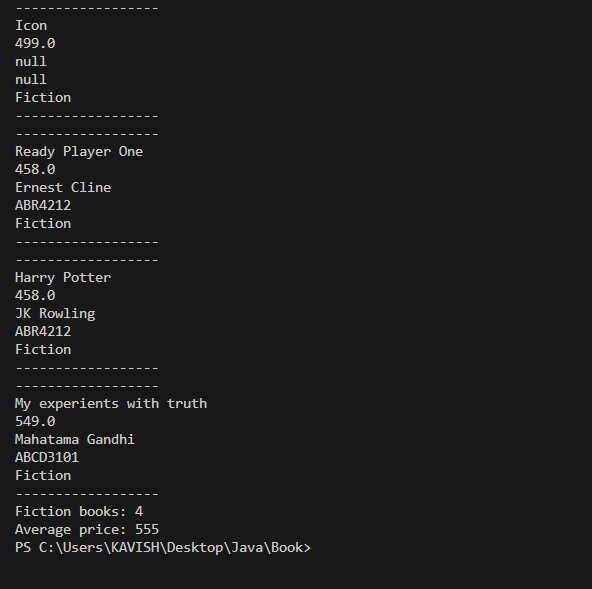 ------------------
Icon
499.0
null
null
Fiction
------------------
------------------
Ready Player One
458.0
Ernest Cline
ABR4212
Fiction
------------------
------------------
Harry Potter
458.0
JK Rowling
ABR4212
Fiction
------------------
------------------
My experients with truth
549.0
Mahatama Gandhi
ABCD3101
Fiction
------------------
Fiction books: 4
Average price: 555
PS C:\Users\KAVISH\Desktop\Java\Book>